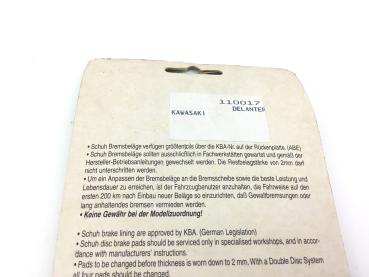 110017
DELANTER
KAWASAKI
• Schuh Bremsbeläge verfügen größtenteils über die KBA-Nr. auf der Rückenplatte. (ABE)
• Schuh Bremsbeläge sollten ausschließlich in Fachwerkstätten gewartet und gemäß der
Hersteller-Betriebsanleitungen, gewechselt werden. Die Restbelagstärke von 2mm darf
nicht unterschritten werden.
• Um ein Anpassen der Bremsbeläge an die Bremsscheibe sowie die beste Leistung und
Lebensdauer zu erreichen, ist der Fahrzeugbenutzer anzuhalten, die Fahrweise auf den
ersten 200 km nach Einbau neuer Beläge so einzurichten, daß Gewaltbremsungen oder
lang anhaltendes bremsen vermieden werden.
• Keine Gewähr bei der Modelzuordnung!
• Schuh brake lining are approved by KBA. (German Legislation)
• Schuh disc brake pads should be serviced only in specialised workshops, and in accor-
dance with manufacturers' instructions.
• Pads to be changed before thickness is worn down to 2 mm. With a Double Disc System
all four pads should be changed.